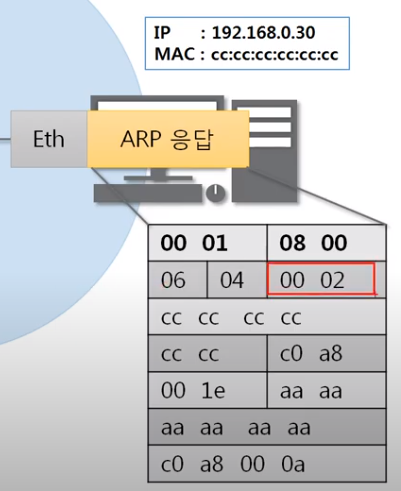 IP : 192.168.0.30
MAC : cc:cc:cc:cc:cc:cc
Eth ARP 응답
00 01 08 00
06 04 00 02
cc cc cc cc
cc cc c0 a8
00 1e aa aa
aa aa aa aa
c0 a8 00 0a